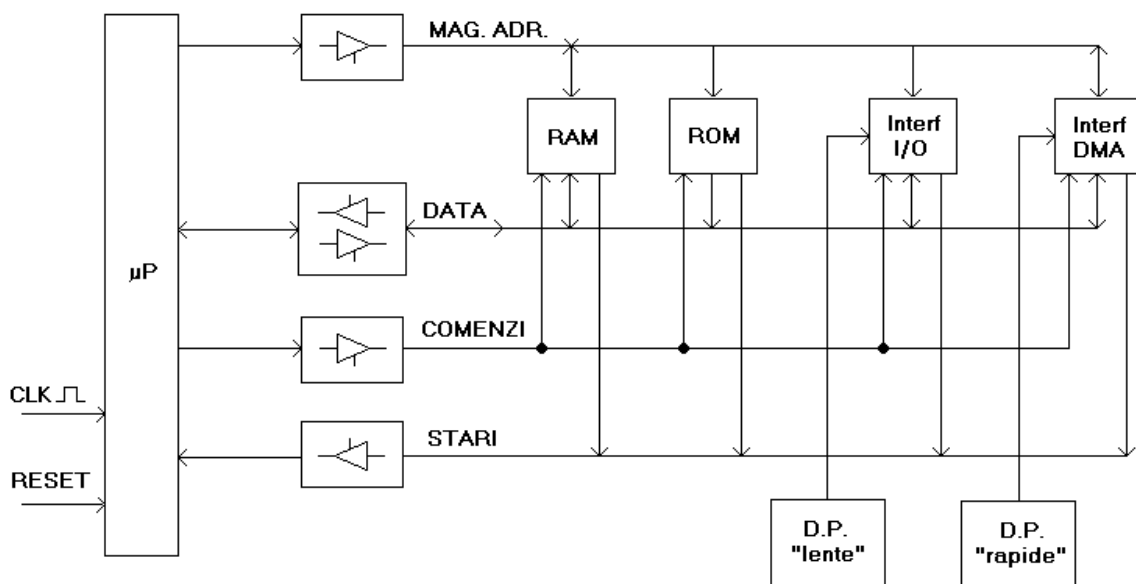 MAG. ADR.
RAM
ROM
Interf
I/O
Interf
DMA
DATA
µP
COMENZI
CLK
STARI
RESET
D.P.
"lente"
D.P.
"rapide"